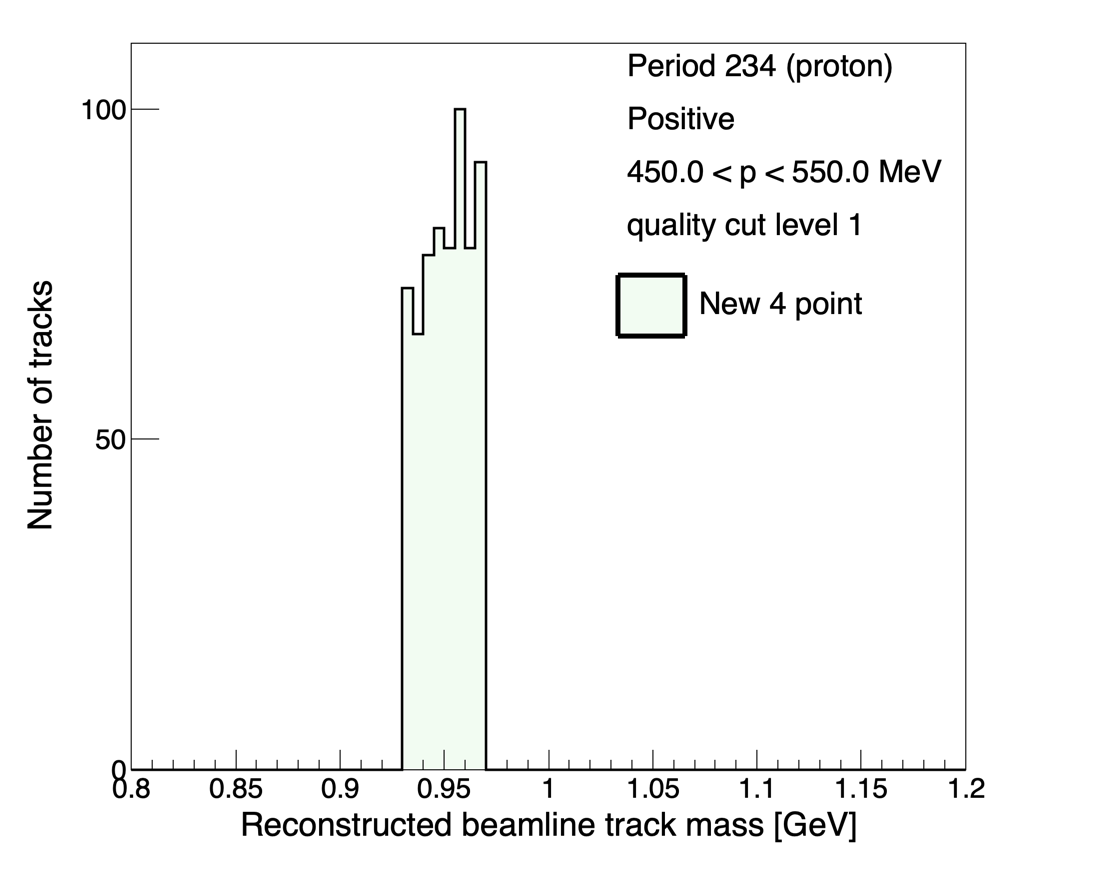 Period 234 (proton)
Positive
450.0 < p < 550.0 MeV
quality cut level 1
New 4 point
Number of tracks
100
50
0
0.8 0.85 0.9 0.95 1 1.05 1.1 1.15 1.2
Reconstructed beamline track mass [GeV]